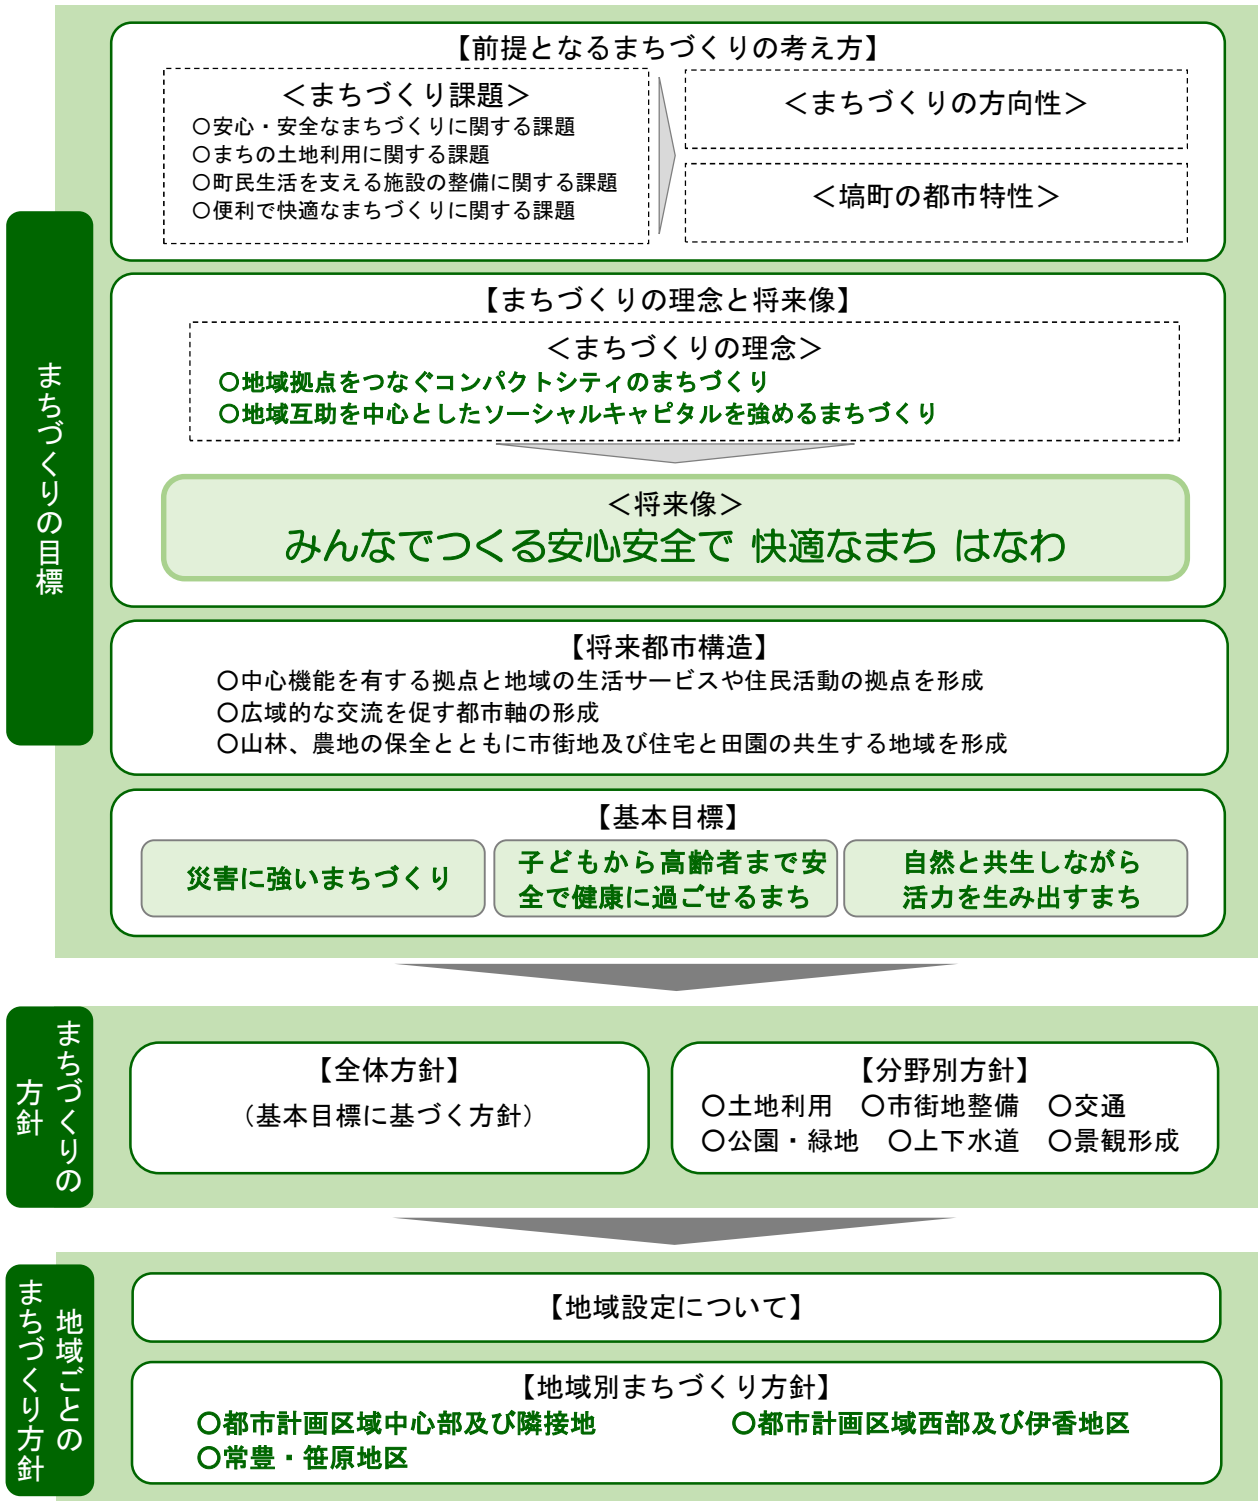 まちづくりの目標
【前提となるまちづくりの考え方】
＜まちづくり課題＞
○安心・安全なまちづくりに関する課題
○まちの土地利用に関する課題
○町民生活を支える施設の整備に関する課題
○便利で快適なまちづくりに関する課題
＜まちづくりの方向性＞
＜塙町の都市特性＞
【まちづくりの理念と将来像】
＜まちづくりの理念＞
○地域拠点をつなぐコンパクトシティのまちづくり
○地域互助を中心としたソーシャルキャピタルを強めるまちづくり
＜将来像＞
みんなでつくる安心安全で 快適なまち はなわ
【将来都市構造】
○中心機能を有する拠点と地域の生活サービスや住民活動の拠点を形成
○広域的な交流を促す都市軸の形成
○山林、農地の保全とともに市街地及び住宅と田園の共生する地域を形成
【基本目標】
災害に強いまちづくり
子どもから高齢者まで安
全で健康に過ごせるまち
自然と共生しながら
活力を生み出すまち
まちづくりの
方針
【全体方針】
（基本目標に基づく方針）
【分野別方針】
○土地利用 ○市街地整備 ○交通
○公園・緑地 ○上下水道 ○景観形成
地域ごとの
まちづくり方針
【地域設定について】
【地域別まちづくり方針】
○都市計画区域中心部及び隣接地 ○都市計画区域西部及び伊香地区
○常豊・笹原地区